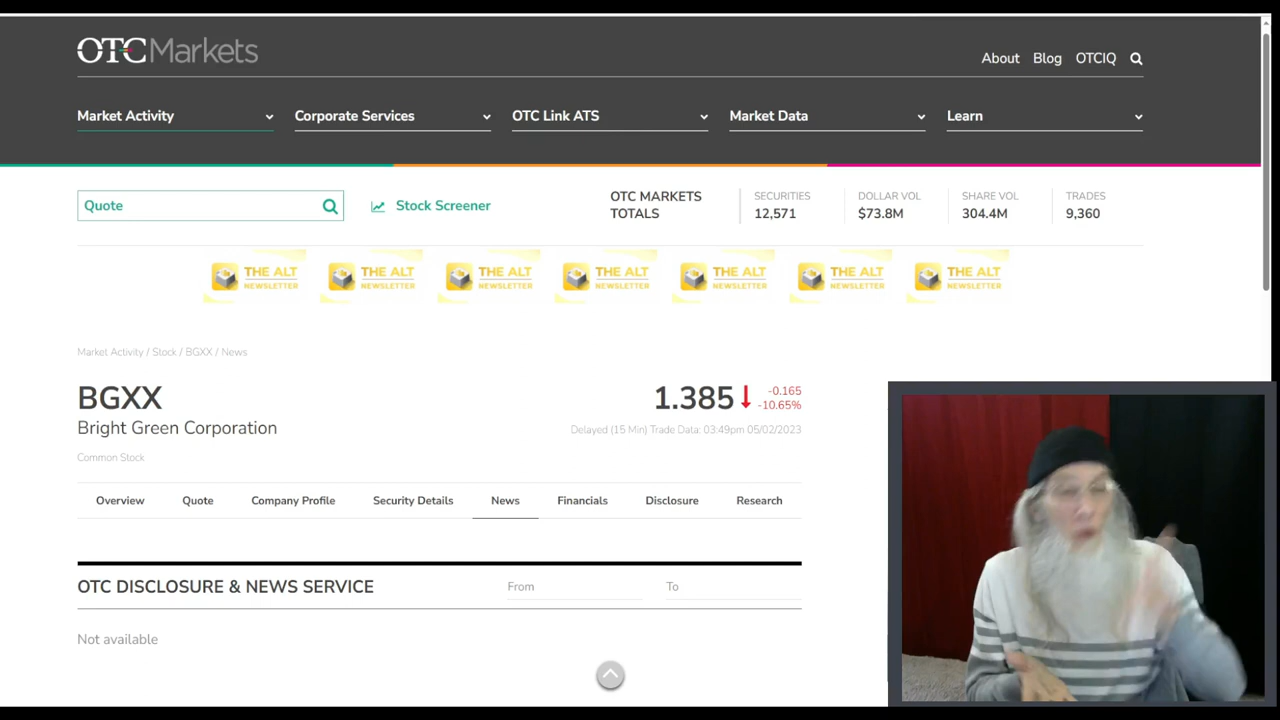 OTCMarkets
About Blog OTCIQ
Market Activity Corporate Services OTC Link ATS Market Data Learn
Quote
Stock Screener
OTC MARKETS TOTALS
SECURITIES
12,571
DOLLAR VOL
$73.8M
SHARE VOL
304.4M
TRADES
9,360
THE ALT NEWSLETTER
THE ALT NEWSLETTER
THE ALT NEWSLETTER
THE ALT NEWSLETTER
THE ALT NEWSLETTER
THE ALT NEWSLETTER
THE ALT NEWSLETTER
Market Activity / Stock / BGXX / News
BGXX
Bright Green Corporation
Common Stock
1.385
-0.165
-10.65%
Delayed (15 Min) Trade Data: 03:49pm 05/02/2023
Overview Quote Company Profile Security Details News Financials Disclosure Research
OTC DISCLOSURE & NEWS SERVICE
From To
Not available